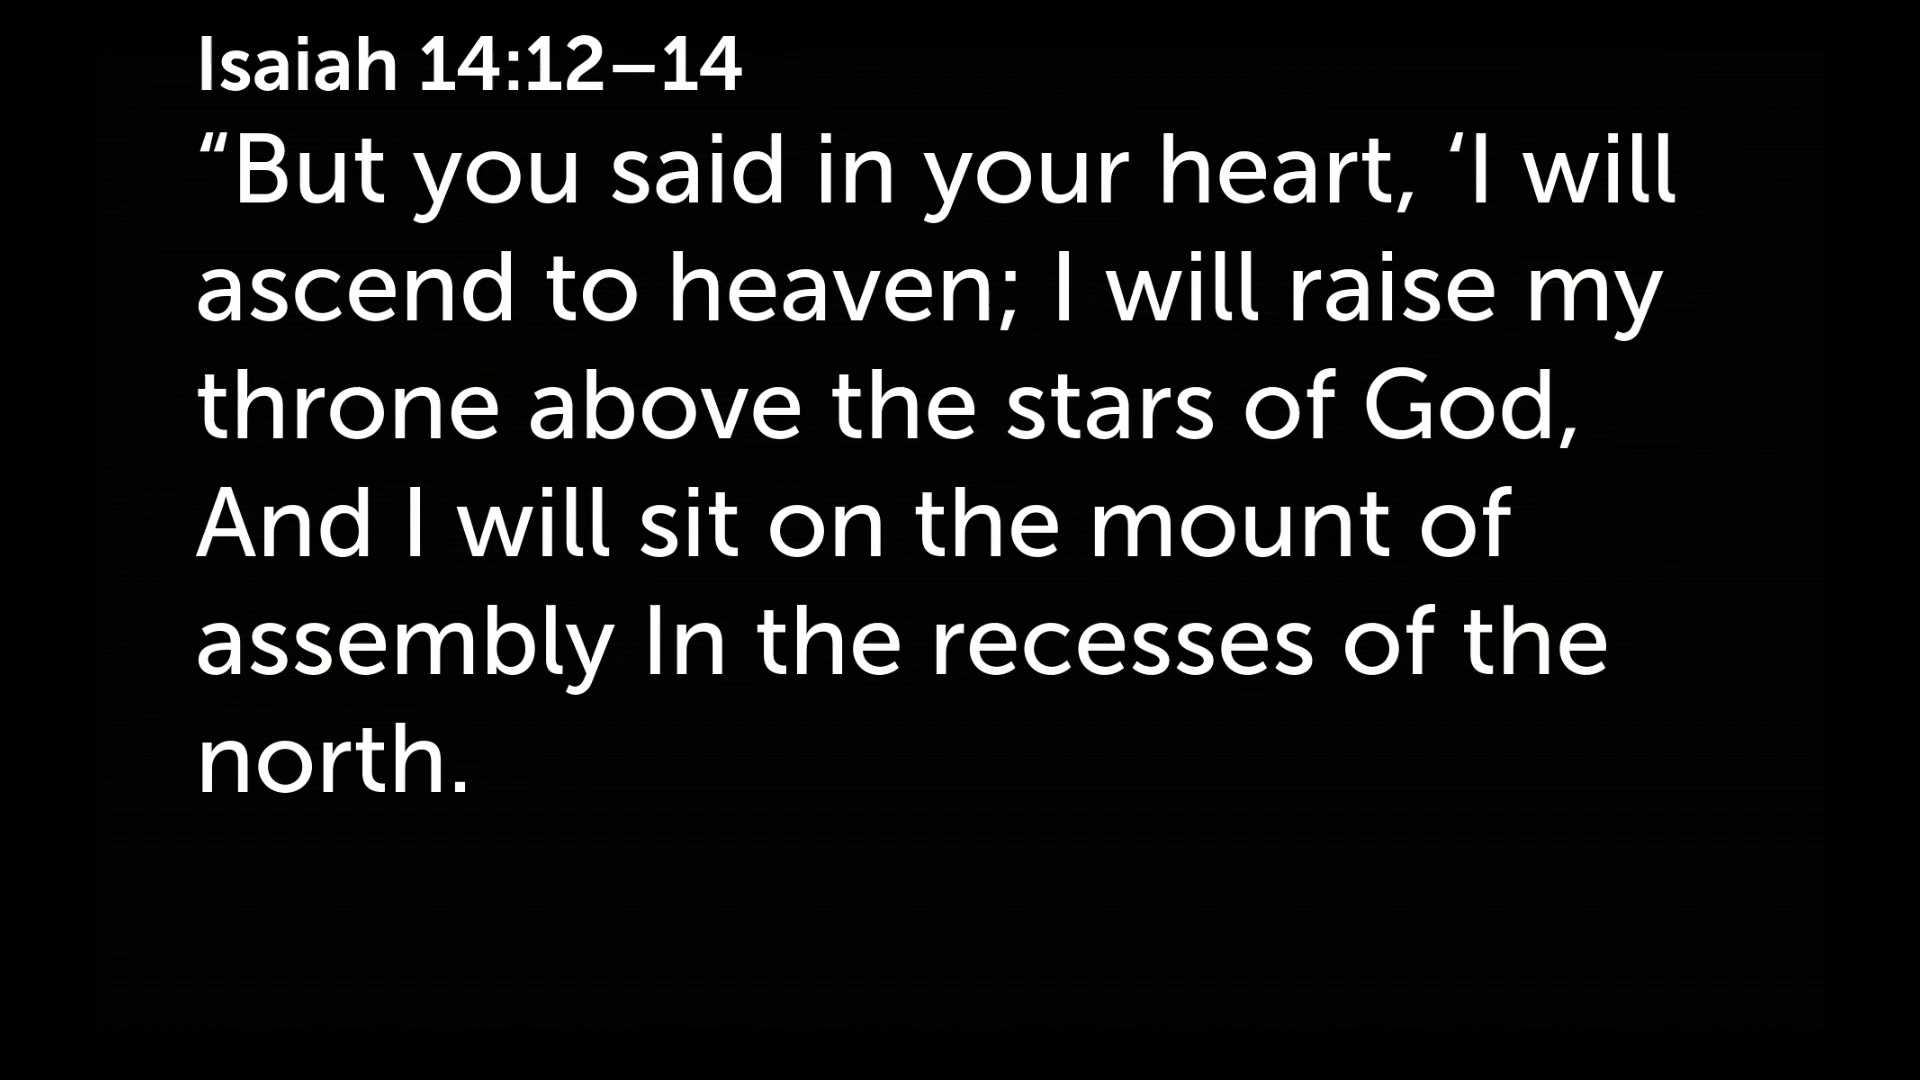 Isaiah 14:12–14
“But you said in your heart, ‘I will
ascend to heaven; I will raise my
throne above the stars of God,
And I will sit on the mount of
assembly In the recesses of the
north.